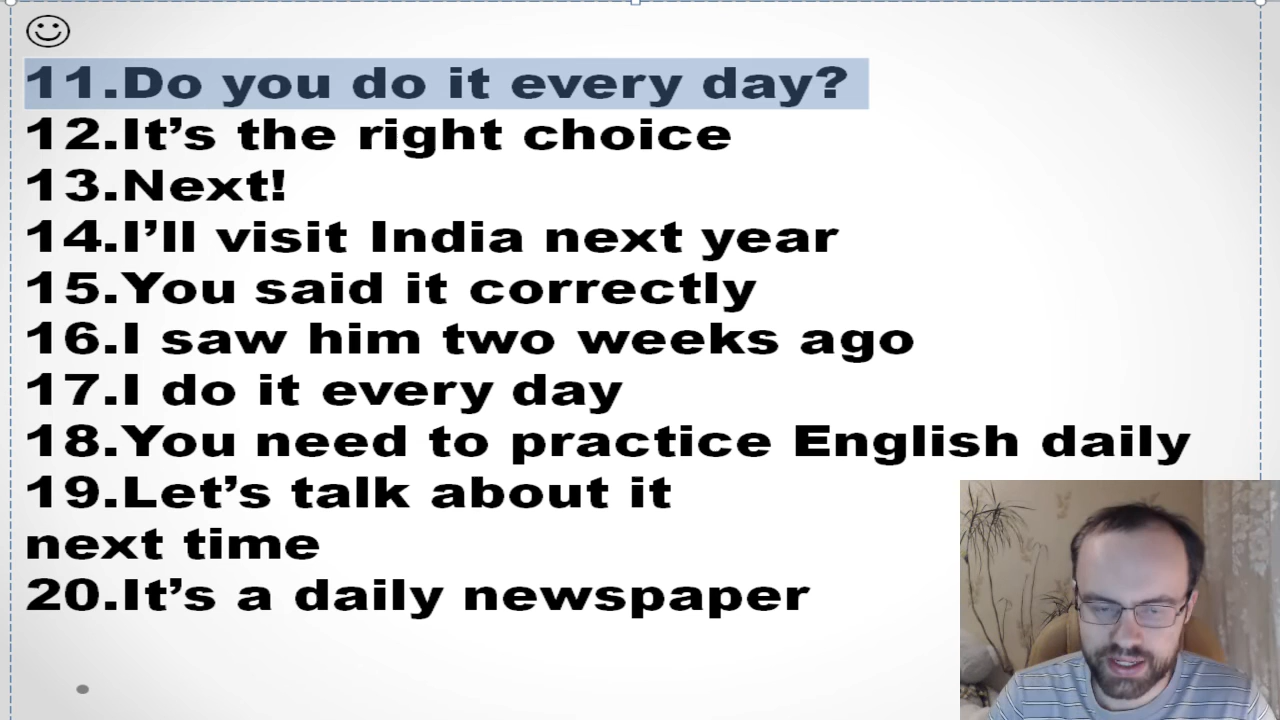 11.Do you do it every day?
12.It’s the right choice
13.Next!
14.I’ll visit India next year
15.You said it correctly
16.I saw him two weeks ago
17.I do it every day
18.You need to practice English daily
19.Let’s talk about it
next time
20.It’s a daily newspaper